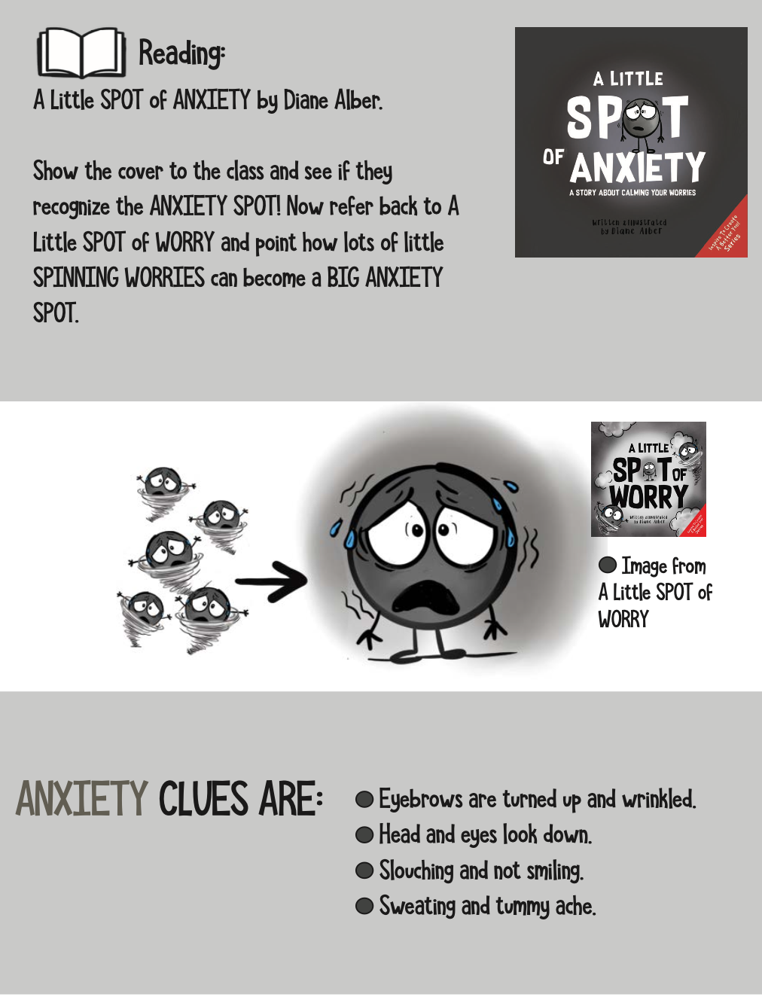 Reading:
A Little SPOT of ANXIETY by Diane Alber.
Show the cover to the class and see if they
recognize the ANXIETY SPOT! Now refer back to A
Little SPOT of WORRY and point how lots of little
SPINNING WORRIES can become a BIG ANXIETY
SPOT.
A LITTLE
SPOT
OF ANXIETY
A STORY ABOUT CALMING YOUR WORRIES
Written & Illustrated
by Diane Alber
Inspire To Create
A Better You!
Series
A LITTLE
SPOT OF
WORRY
Written & Illustrated
by Diane Alber
Image from
A Little SPOT of
WORRY
ANXIETY CLUES ARE:
Eyebrows are turned up and wrinkled.
Head and eyes look down.
Slouching and not smiling.
Sweating and tummy ache.